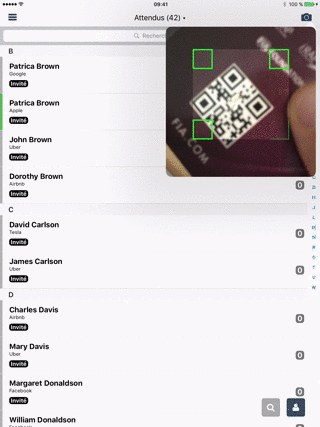 09:41
Attendus (42)
Recherch
B
Patrica Brown
Google
Invité
Patrica Brown
Apple
Invité
John Brown
Uber
Invité
Dorothy Brown
Airbnb
Invité
0
FIA.COM
C
David Carlson
Tesla
Invité
0
James Carlson
Uber
Invité
0
D
Charles Davis
Airbnb
Invité
0
Mary Davis
Uber
Invité
0
Margaret Donaldson
Facebook
Invité
0
William Donaldson